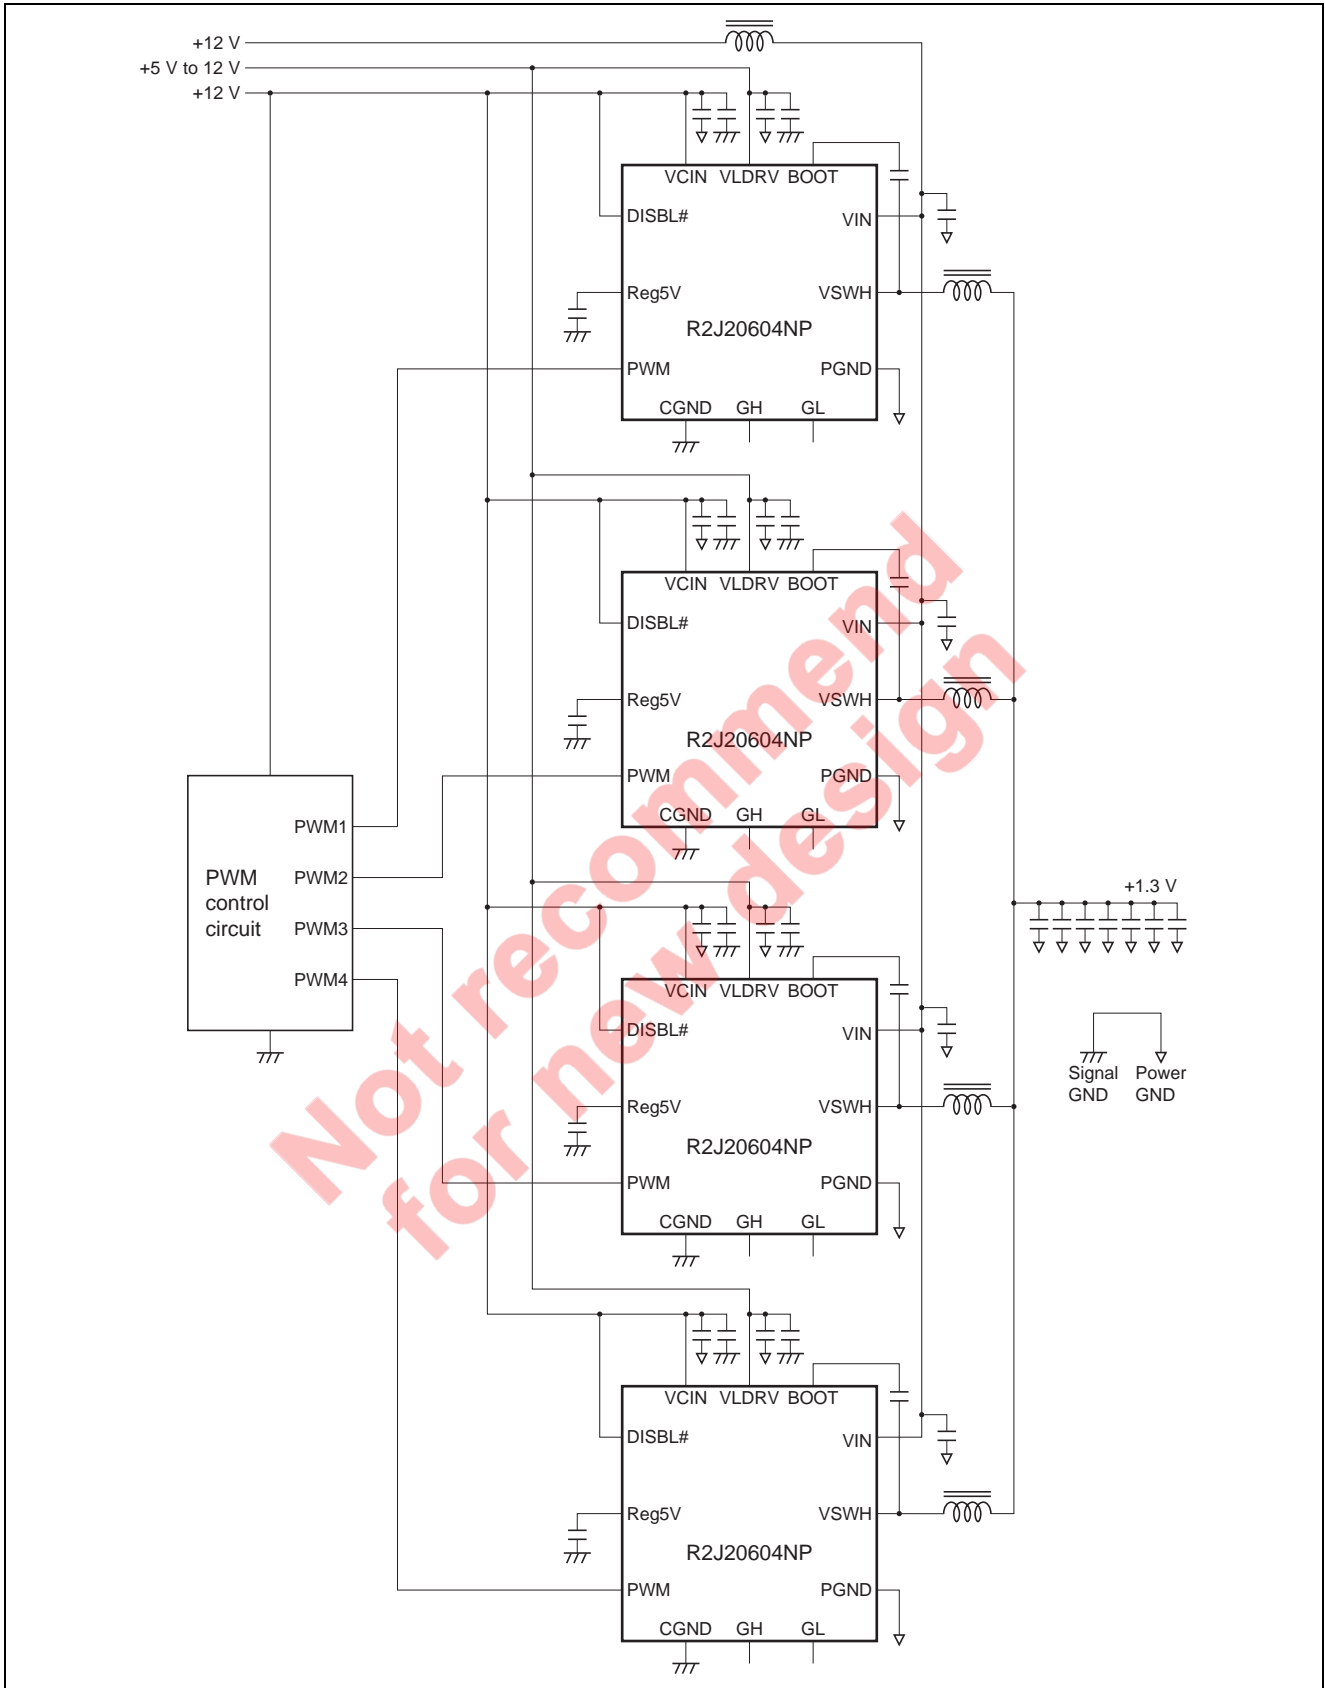 +12 V
+5 V to 12 V
+12 V
VCIN VLDRV BOOT
DISBL#
VIN
Reg5V
VSWH
R2J20604NP
PWM
PGND
CGND GH GL
VCIN VLDRV BOOT
DISBL#
VIN
Reg5V
VSWH
R2J20604NP
PWM
PGND
CGND GH GL
PWM control circuit
PWM1
PWM2
PWM3
PWM4
+1.3 V
VCIN VLDRV BOOT
DISBL#
VIN
Reg5V
VSWH
R2J20604NP
PWM
PGND
CGND GH GL
Signal GND
Power GND
VCIN VLDRV BOOT
DISBL#
VIN
Reg5V
VSWH
R2J20604NP
PWM
PGND
CGND GH GL
Not recommend
for new design